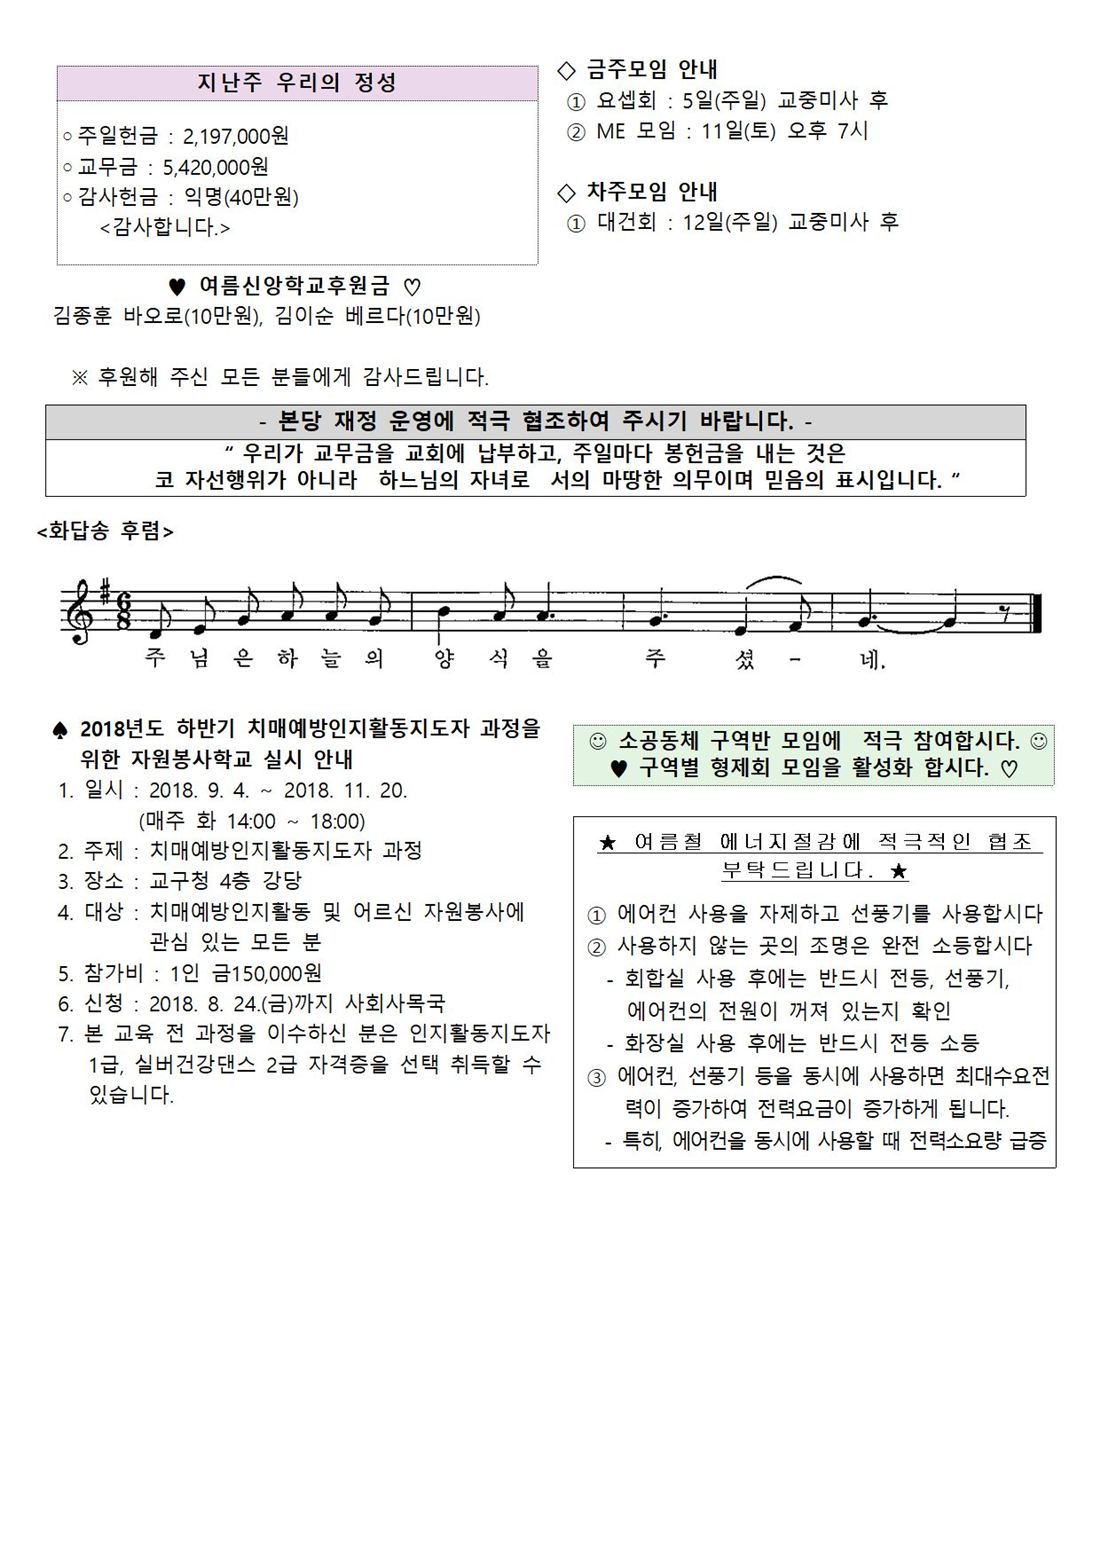 지난주 우리의 정성
○ 주일헌금 : 2,197,000원
○ 교무금 : 5,420,000원
○ 감사헌금 : 익명(40만원)
<감사합니다.>
♥ 여름신앙학교후원금 ♡
김종훈 바오로(10만원), 김이순 베르다(10만원)
※ 후원해 주신 모든 분들에게 감사드립니다.
◇ 금주모임 안내
① 요셉회 : 5일(주일) 교중미사 후
② ME 모임 : 11일(토) 오후 7시
◇ 차주모임 안내
① 대건회 : 12일(주일) 교중미사 후
- 본당 재정 운영에 적극 협조하여 주시기 바랍니다. -
“ 우리가 교무금을 교회에 납부하고, 주일마다 봉헌금을 내는 것은
코 자선행위가 아니라 하느님의 자녀로 서의 마땅한 의무이며 믿음의 표시입니다. “
<화답송 후렴>
6
8
주 님 은 하 늘 의 양 식 을 주 셨 - 네.
♠ 2018년도 하반기 치매예방인지활동지도자 과정을
위한 자원봉사학교 실시 안내
1. 일시 : 2018. 9. 4. ~ 2018. 11. 20.
(매주 화 14:00 ~ 18:00)
2. 주제 : 치매예방인지활동지도자 과정
3. 장소 : 교구청 4층 강당
4. 대상 : 치매예방인지활동 및 어르신 자원봉사에
관심 있는 모든 분
5. 참가비 : 1인 금150,000원
6. 신청 : 2018. 8. 24.(금)까지 사회사목국
7. 본 교육 전 과정을 이수하신 분은 인지활동지도자
1급, 실버건강댄스 2급 자격증을 선택 취득할 수
있습니다.
☺ 소공동체 구역반 모임에 적극 참여합시다. ☺
♥ 구역별 형제회 모임을 활성화 합시다. ♡
★ 여름철 에너지절감에 적극적인 협조
부탁드립니다. ★
① 에어컨 사용을 자제하고 선풍기를 사용합시다
② 사용하지 않는 곳의 조명은 완전 소등합시다
- 회합실 사용 후에는 반드시 전등, 선풍기,
에어컨의 전원이 꺼져 있는지 확인
- 화장실 사용 후에는 반드시 전등 소등
③ 에어컨, 선풍기 등을 동시에 사용하면 최대수요전
력이 증가하여 전력요금이 증가하게 됩니다.
- 특히, 에어컨을 동시에 사용할 때 전력소요량 급증